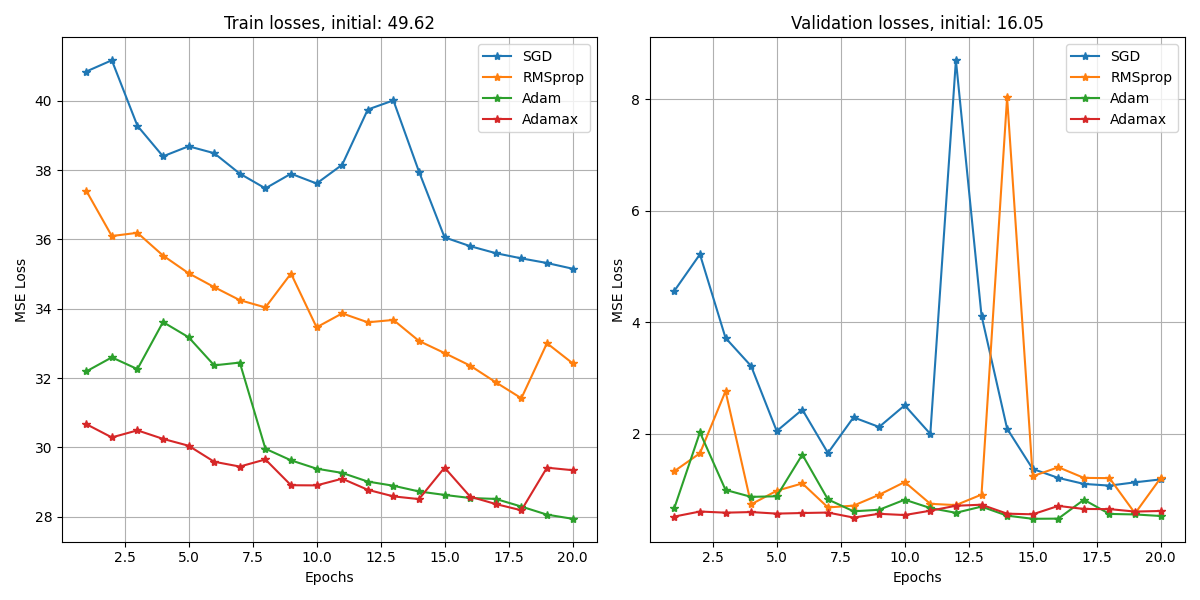 Train losses, initial: 49.62
MSE Loss
40
38
36
34
32
30
28
SGD
RMSprop
Adam
Adamax
2.5 5.0 7.5 10.0 12.5 15.0 17.5 20.0
Epochs
Validation losses, initial: 16.05
MSE Loss
8
6
4
2
SGD
RMSprop
Adam
Adamax
2.5 5.0 7.5 10.0 12.5 15.0 17.5 20.0
Epochs